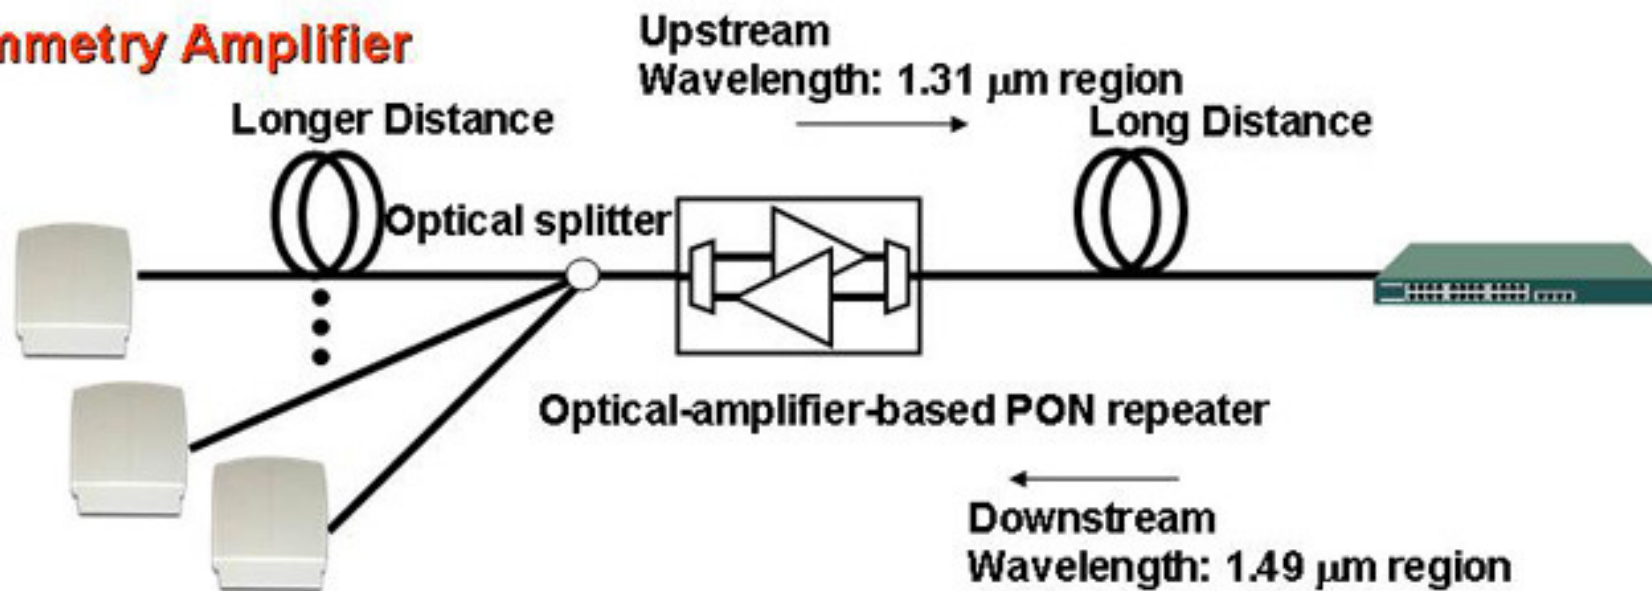 mmetry Amplifier
Upstream
Wavelength: 1.31 μm region
Longer Distance
Long Distance
Optical splitter
Optical-amplifier-based PON repeater
Downstream
Wavelength: 1.49 μm region